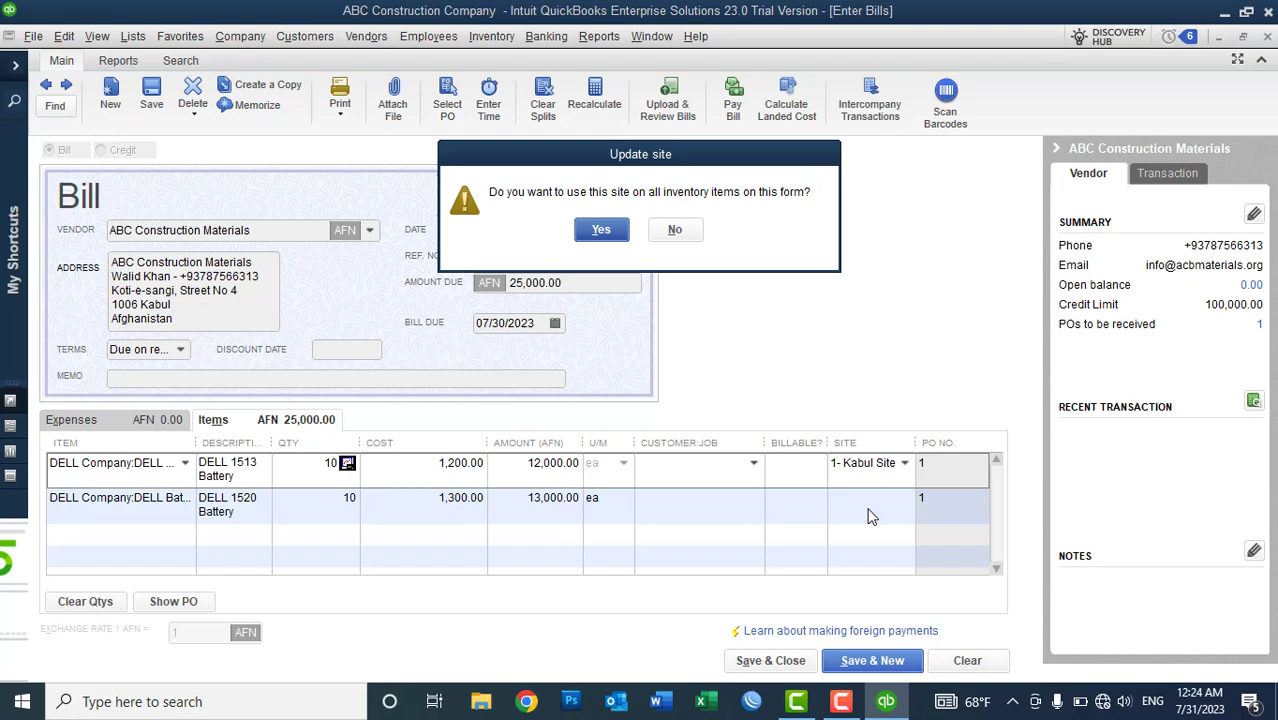 ABC Construction Company - Intuit QuickBooks Enterprise Solutions 23.0 Trial Version - [Enter Bills]
File Edit View Lists Favorites Company Customers Vendors Employees Inventory Banking Reports Window Help
DISCOVERY HUB 6
Main Reports Search
Find New Save Delete Create a Copy Memorize Print Attach File Select PO Enter Time Clear Splits Recalculate Upload & Review Bills Pay Bill Calculate Landed Cost Intercompany Transactions Scan Barcodes
My Shortcuts
Bill Credit
Bill
VENDOR ABC Construction Materials AFN
ADDRESS
ABC Construction Materials
Walid Khan - +93787566313
Koti-e-sangi, Street No 4
1006 Kabul
Afghanistan
TERMS Due on re... DISCOUNT DATE
MEMO
DATE
REF. NO
AMOUNT DUE AFN 25,000.00
BILL DUE 07/30/2023
Update site
Do you want to use this site on all inventory items on this form?
Yes No
Expenses AFN 0.00 Items AFN 25,000.00
ITEM DESCRIPTI... QTY COST AMOUNT (AFN) U/M CUSTOMER:JOB BILLABLE? SITE PO NO.
DELL Company:DELL ... DELL 1513 10 1,200.00 12,000.00 ea 1- Kabul Site 1
Battery
DELL Company:DELL Bat... DELL 1520 10 1,300.00 13,000.00 ea 1
Battery
Clear Qtys Show PO
EXCHANGE RATE 1 AFN = 1 AFN
Learn about making foreign payments
Save & Close Save & New Clear
ABC Construction Materials
Vendor Transaction
SUMMARY
Phone +93787566313
Email info@acbmaterials.org
Open balance 0.00
Credit Limit 100,000.00
POs to be received 1
RECENT TRANSACTION
NOTES
Type here to search
68°F ENG 12:24 AM
7/31/2023 5